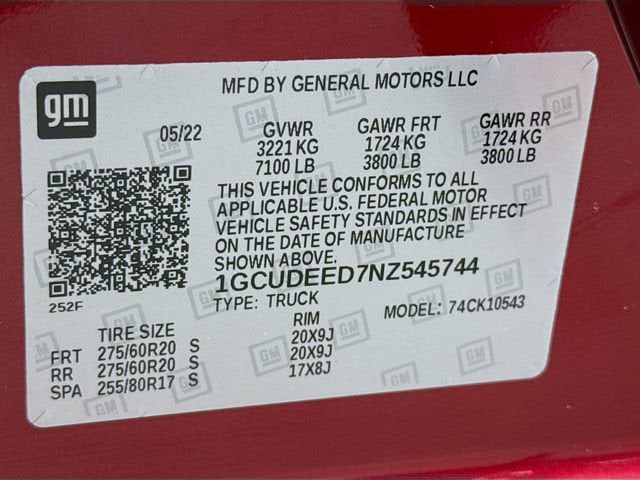 gm
MFD BY GENERAL MOTORS LLC
05/22 GVWR GAWR FRT GAWR RR
3221 KG 1724 KG 1724 KG
7100 LB 3800 LB 3800 LB
THIS VEHICLE CONFORMS TO ALL
APPLICABLE U.S. FEDERAL MOTOR
VEHICLE SAFETY STANDARDS IN EFFECT
ON THE DATE OF MANUFACTURE
SHOWN ABOVE.
1GCUDEED7NZ545744
252F
TYPE: TRUCK MODEL: 74CK10543
TIRE SIZE RIM
FRT 275/60R20 S 20X9J
RR 275/60R20 S 20X9J
SPA 255/80R17 S 17X8J